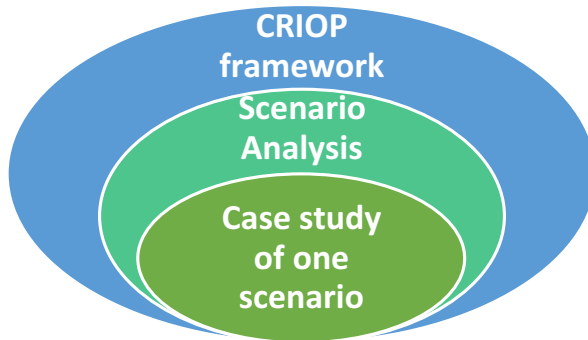 CRIOP
framework
Scenario
Analysis
Case study
of one
scenario